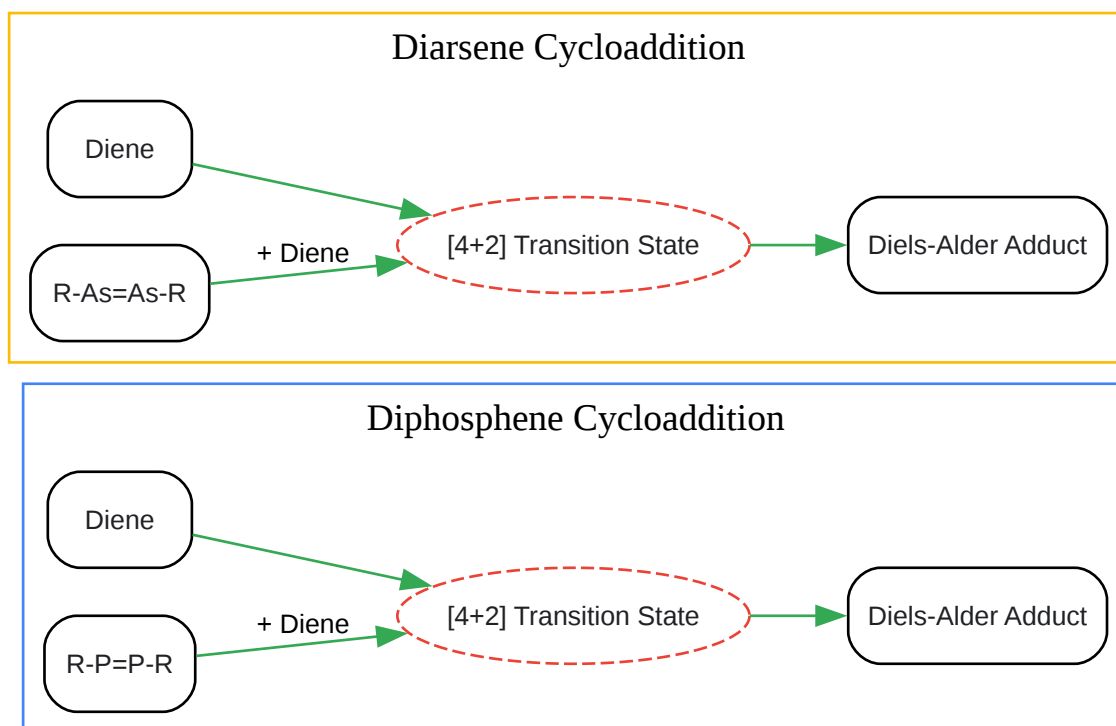 Diarsene Cycloaddition
Diene
+ Diene
[4+2] Transition State
Diels-Alder Adduct
R-As=As-R
Diphosphene Cycloaddition
Diene
+ Diene
[4+2] Transition State
Diels-Alder Adduct
R-P=P-R